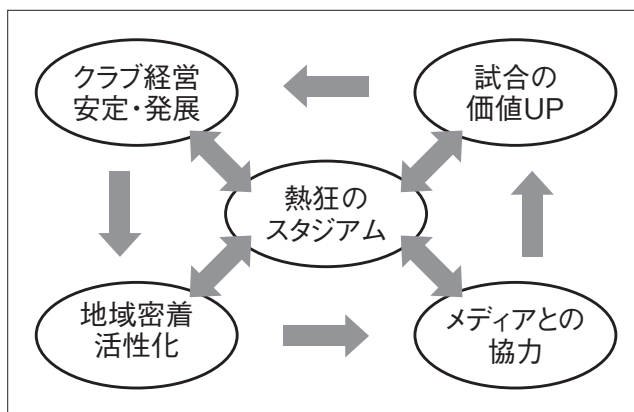 クラブ経営
安定・発展
試合の
価値UP
熱狂の
スタジアム
地域密着
活性化
メディアとの
協力